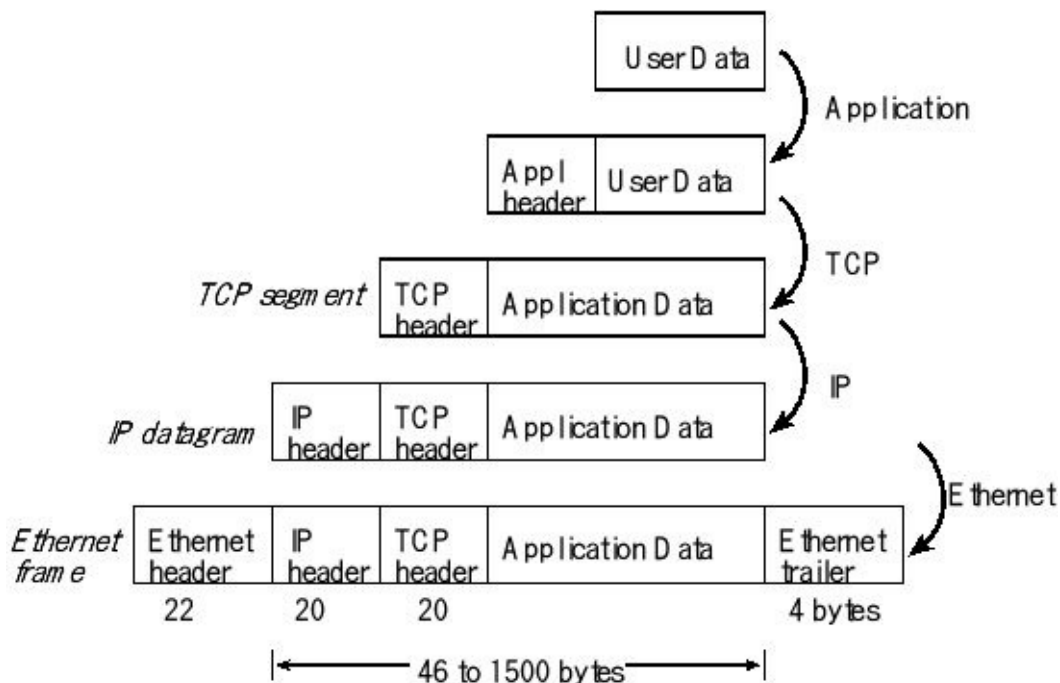 User Data
Application
Appl header
User Data
TCP
TCP segment
TCP header
Application Data
IP
IP datagram
IP header
TCP header
Application Data
Ethernet
Ethernet frame
Ethernet header
IP header
TCP header
Application Data
Ethernet trailer
22
20
20
4 bytes
46 to 1500 bytes